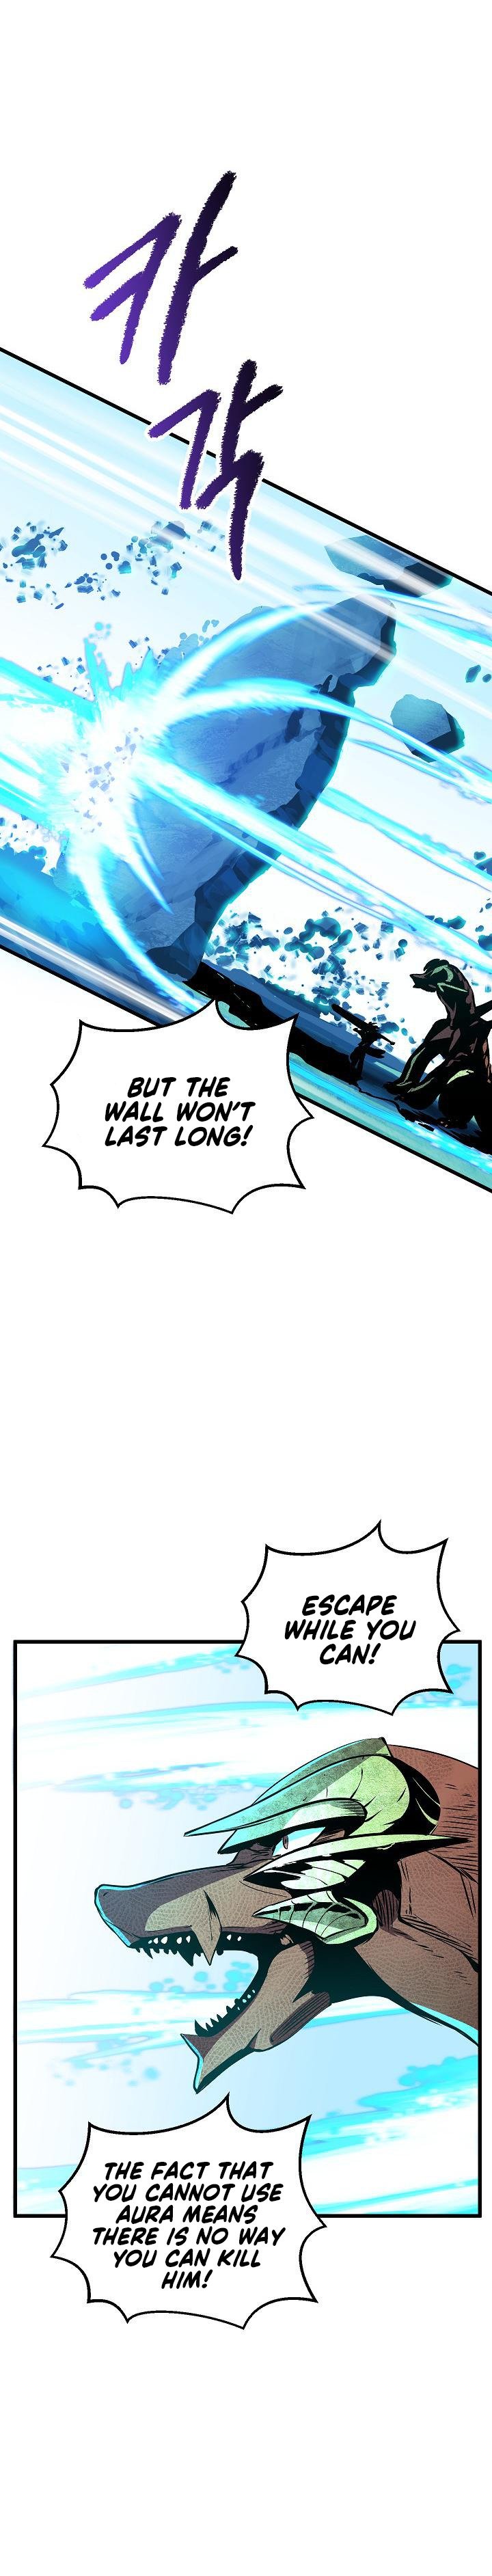 카
각
BUT THE
WALL WON'T
LAST LONG!
ESCAPE
WHILE YOU
CAN!
THE FACT THAT
YOU CANNOT USE
AURA MEANS
THERE IS NO WAY
YOU CAN KILL
HIM!